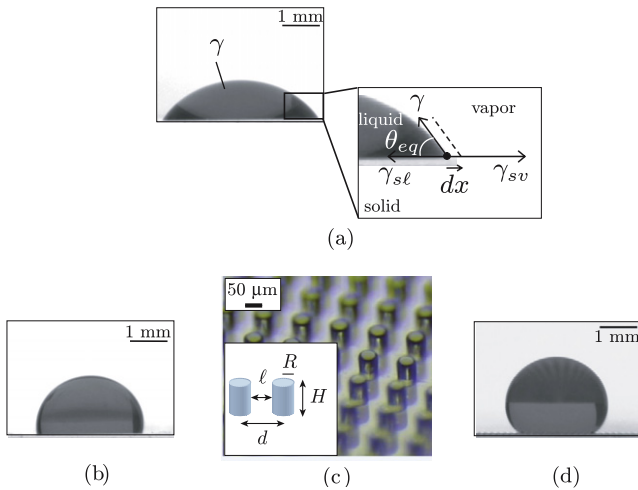 1 mm
γ
γ
vapor
liquid
θeq
γsℓ
dx
γsv
solid
(a)
50 μm
1 mm
1 mm
R
ℓ
H
d
(b)
(c)
(d)